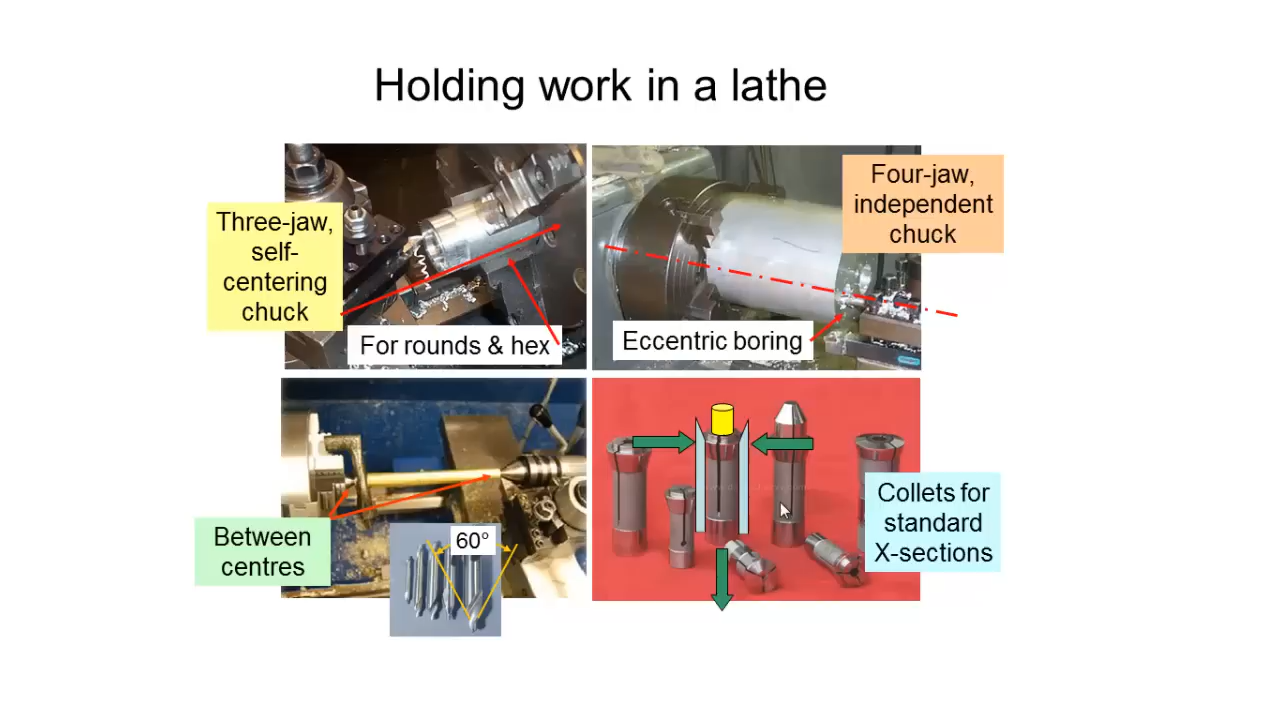 Holding work in a lathe
Three-jaw,
self-
centering
chuck
For rounds & hex
Four-jaw,
independent
chuck
Eccentric boring
Between
centres
60°
Collets for
standard
X-sections